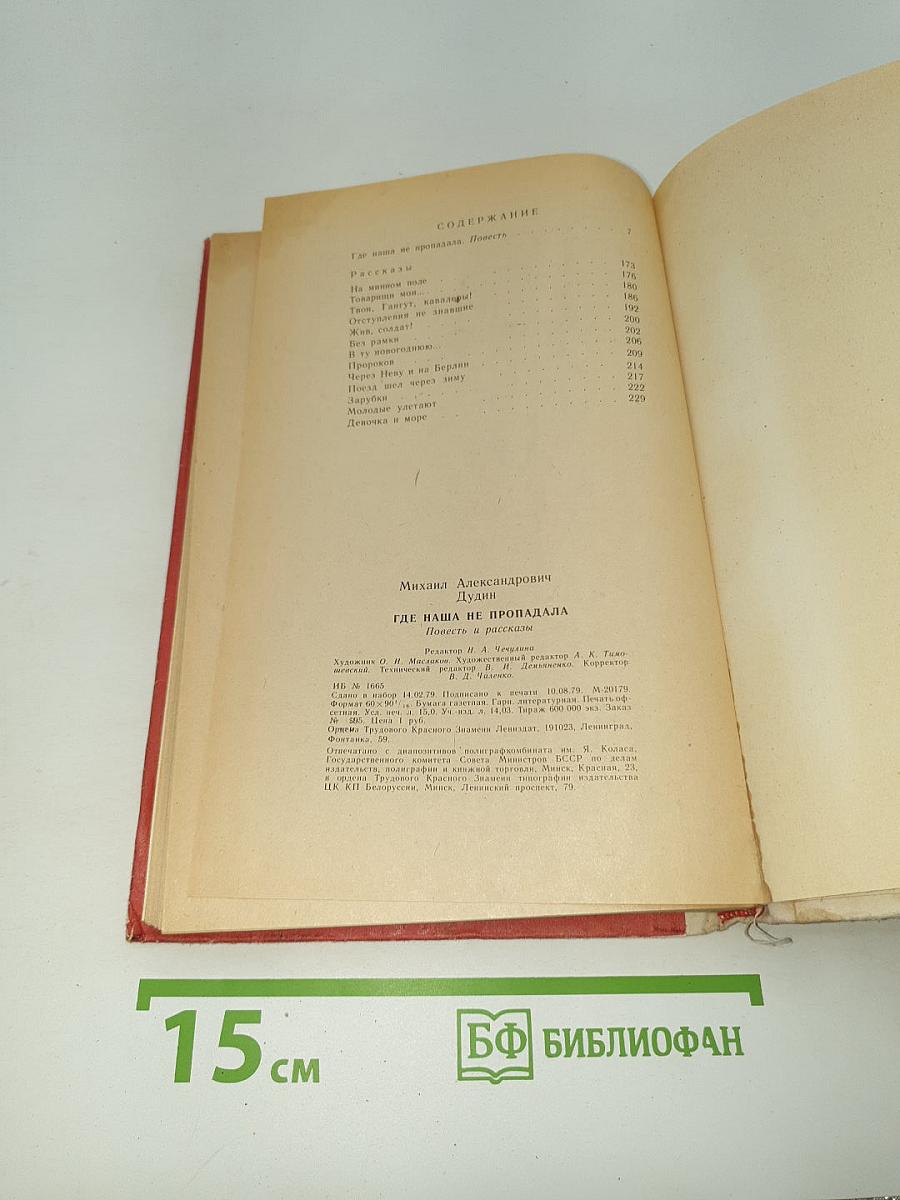 СОДЕРЖАНИЕ
Где наша не пропадала. Повесть . . . . . . . . 7
Рассказы
На минном поле . . . . . . . . 173
Товарищи мои... . . . . . . . . 176
Твои, Гангут, кавалеры! . . . . . . . . 180
Отступления не знавшие . . . . . . . . 186
Жив, солдат! . . . . . . . . 192
Без рамки . . . . . . . . 200
В ту новогоднюю... . . . . . . . . 202
Пророков . . . . . . . . 206
Через Неву и на Берлин . . . . . . . . 209
Поезд шел через зиму . . . . . . . . 214
Зарубки . . . . . . . . 217
Молодые улетают . . . . . . . . 222
Девочка и море . . . . . . . . 229
Михаил Александрович
Дудин
ГДЕ НАША НЕ ПРОПАДАЛА
Повесть и рассказы
Редактор Н. А. Чечулина
Художник О. И. Маслаков. Художественный редактор А. К. Тимо-
шевский. Технический редактор В. И. Демьяненко. Корректор
В. Д. Чаленко.
ИБ № 1665
Сдано в набор 14.02.79. Подписано к печати 10.08.79. М-20179.
Формат 60×90¹/₁₆. Бумага газетная. Гарн. литературная. Печать оф-
сетная. Усл. печ. л. 15,0. Уч.-изд. л. 14,03. Тираж 600 000 экз. Заказ
№ 595. Цена 1 руб.
Ордена Трудового Красного Знамени Лениздат, 191023, Ленинград,
Фонтанка, 59.
Отпечатано с диапозитивов полиграфкомбината им. Я. Коласа,
Государственного комитета Совета Министров БССР по делам
издательств, полиграфии и книжной торговли, Минск, Красная, 23,
в ордена Трудового Красного Знамени типографии издательства
ЦК КП Белоруссии, Минск, Ленинский проспект, 79.
15 см
БФ БИБЛИОФАН